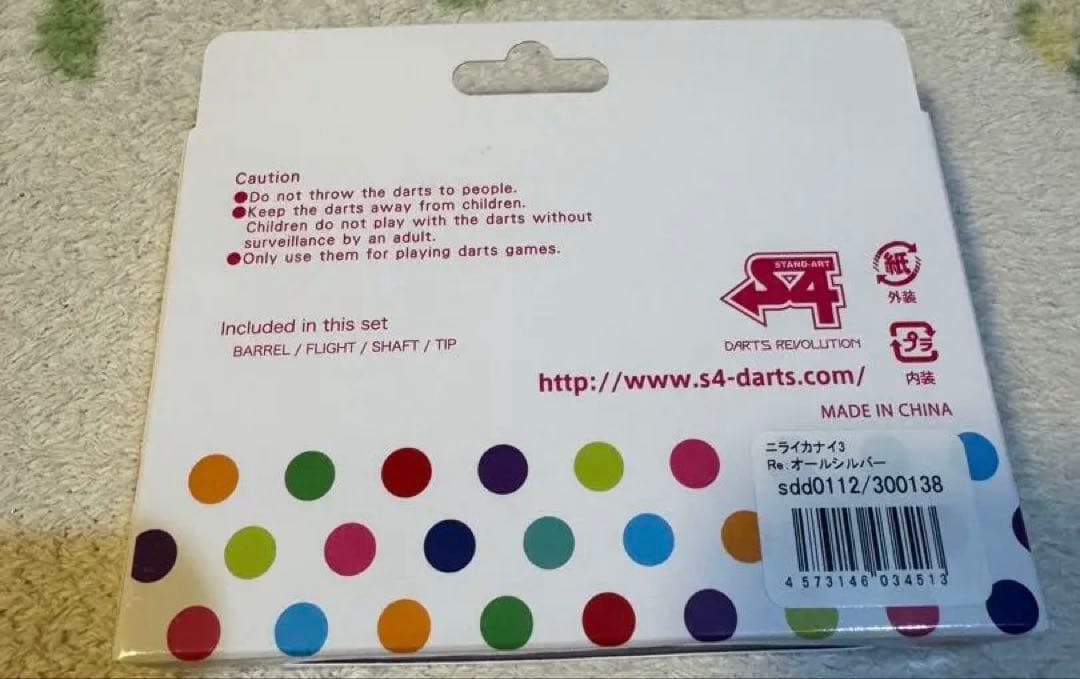 Caution
●Do not throw the darts to people.
●Keep the darts away from children.
Children do not play with the darts without
surveillance by an adult.
●Only use them for playing darts games.
Included in this set
BARREL / FLIGHT / SHAFT / TIP
STAND-ART
S4
DARTS REVOLUTION
紙
外装
プラ
内装
http://www.s4-darts.com/
MADE IN CHINA
ニライカナイ3
Re.オールシルバー
sdd0112/300138
4 573146 034513